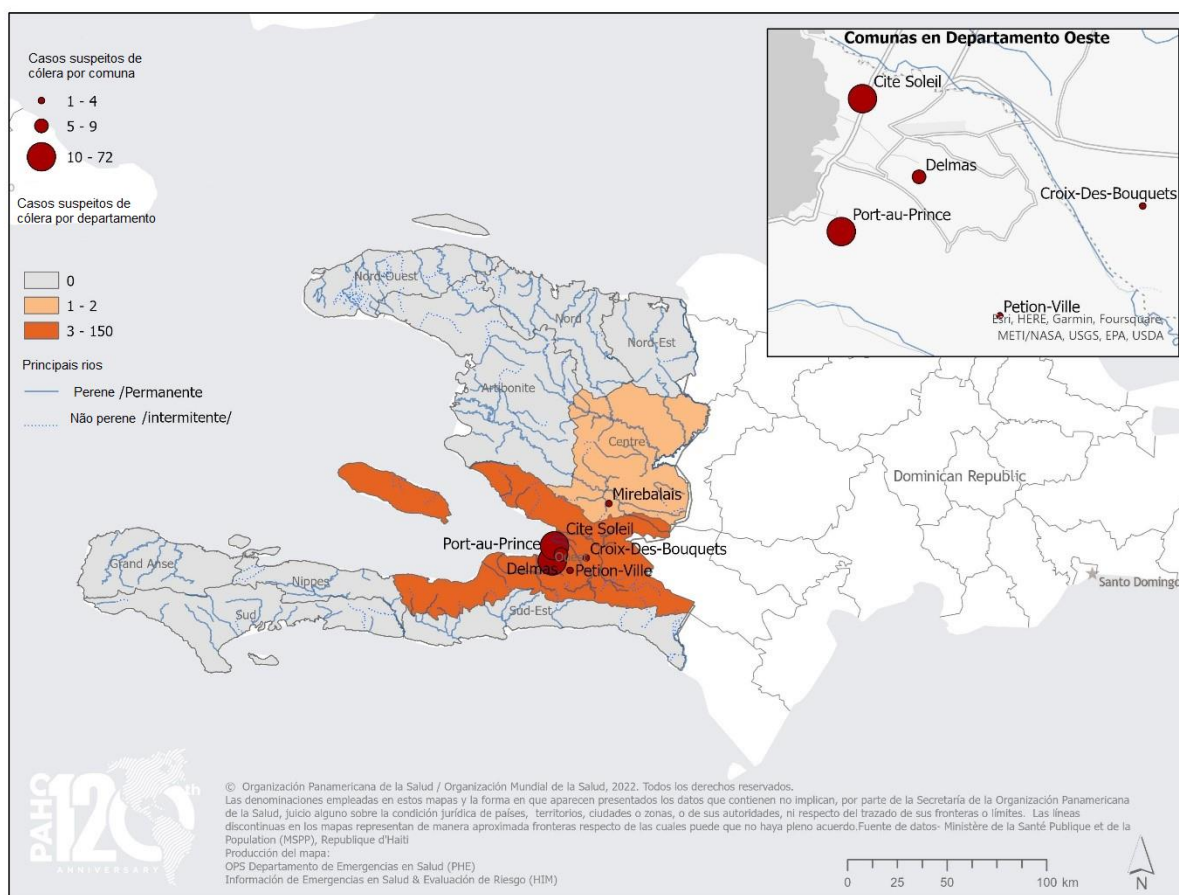 Casos suspeitos de
cólera por comuna
1 - 4
5 - 9
10 - 72
Casos suspeitos de
cólera por departamento
0
1 - 2
3 - 150
Principais rios
Perene /Permanente
Não perene /intermitente/
Comunas en Departamento Oeste
Cite Soleil
Delmas
Croix-Des-Bouquets
Port-au-Prince
Petion-Ville
Esri, HERE, Garmin, Foursquare,
METI/NASA, USGS, EPA, USDA
Nord-Ouest
Nord
Nord-Est
Artibonite
Centre
Dominican Republic
Mirebalais
Cite Soleil
Port-au-Prince
Croix-Des-Bouquets
Delmas
Petion-Ville
Grand Anse
Nippes
Sud
Sud-Est
Santo Domingo
PAHO
120th
ANNIVERSARY
© Organización Panamericana de la Salud / Organización Mundial de la Salud, 2022. Todos los derechos reservados.
Las denominaciones empleadas en estos mapas y la forma en que aparecen presentados los datos que contienen no implican, por parte de la Secretaría de la Organización Panamericana
de la Salud, juicio alguno sobre la condición jurídica de países, territorios, ciudades o zonas, o de sus autoridades, ni respecto del trazado de sus fronteras o límites. Las líneas
discontinuas en los mapas representan de manera aproximada fronteras respecto de las cuales puede que no haya pleno acuerdo.Fuente de datos- Ministère de la Santé Publique et de la
Population (MSPP), Republique d'Haiti
Producción del mapa:
OPS Departamento de Emergencias en Salud (PHE)
Información de Emergencias en Salud & Evaluación de Riesgo (HIM)
0 25 50 100 km
N